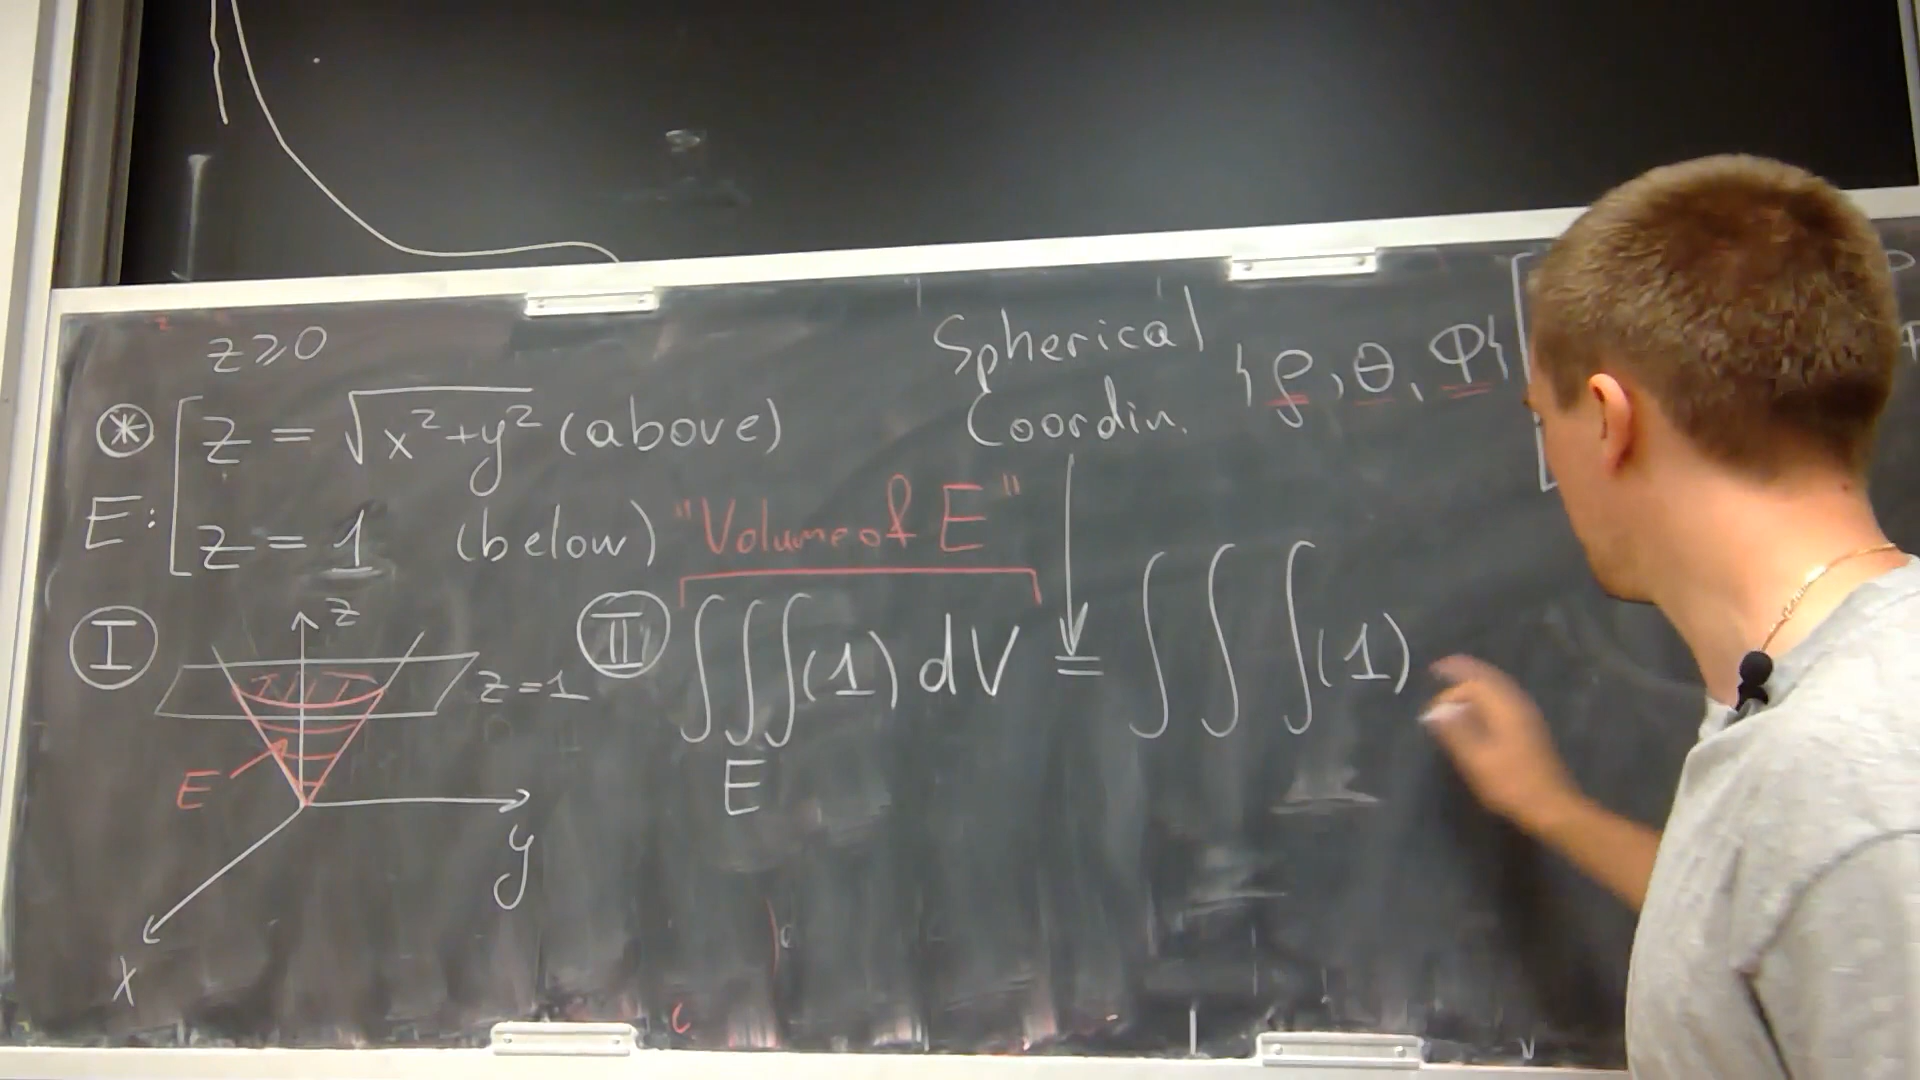 z ≥ 0
⊛ z = √(x²+y²) (above)
E: z = 1 (below)
"Volume of E"
Spherical
Coordin.
{ρ, θ, φ}
Ⅰ
z
z=1
E
y
x
Ⅱ ∭(1) dV = ∫∫∫(1)
E